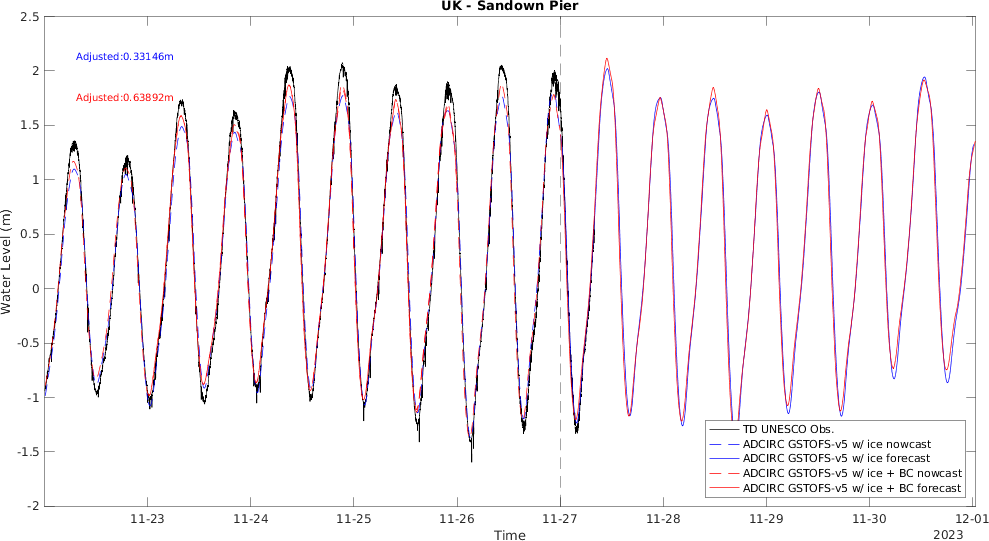 UK - Sandown Pier
Adjusted:0.33146m
Adjusted:0.63892m
Water Level (m)
2.5
2
1.5
1
0.5
0
-0.5
-1
-1.5
-2
TD UNESCO Obs.
ADCIRC GSTOFS-v5 w/ ice nowcast
ADCIRC GSTOFS-v5 w/ ice forecast
ADCIRC GSTOFS-v5 w/ ice + BC nowcast
ADCIRC GSTOFS-v5 w/ ice + BC forecast
11-23 11-24 11-25 11-26 11-27 11-28 11-29 11-30 12-01
Time
2023